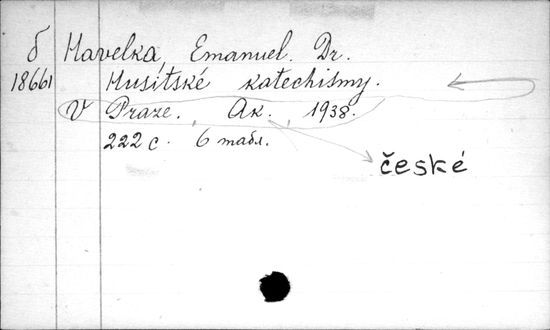 б Havelka, Emanuel. Dr.
18661 Husitské katechismy.
V Praze., Ak., 1938.
222 c. 6 табл.
české